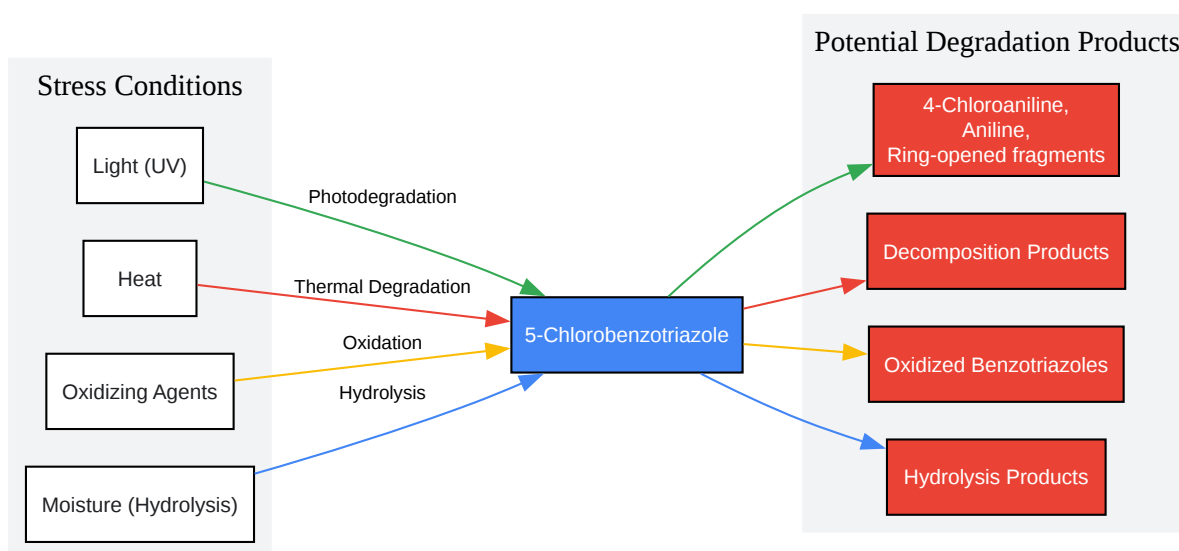 Stress Conditions
Light (UV)
Heat
Oxidizing Agents
Moisture (Hydrolysis)
Photodegradation
Thermal Degradation
Oxidation
Hydrolysis
5-Chlorobenzotriazole
Potential Degradation Products
4-Chloroaniline,
Aniline,
Ring-opened fragments
Decomposition Products
Oxidized Benzotriazoles
Hydrolysis Products